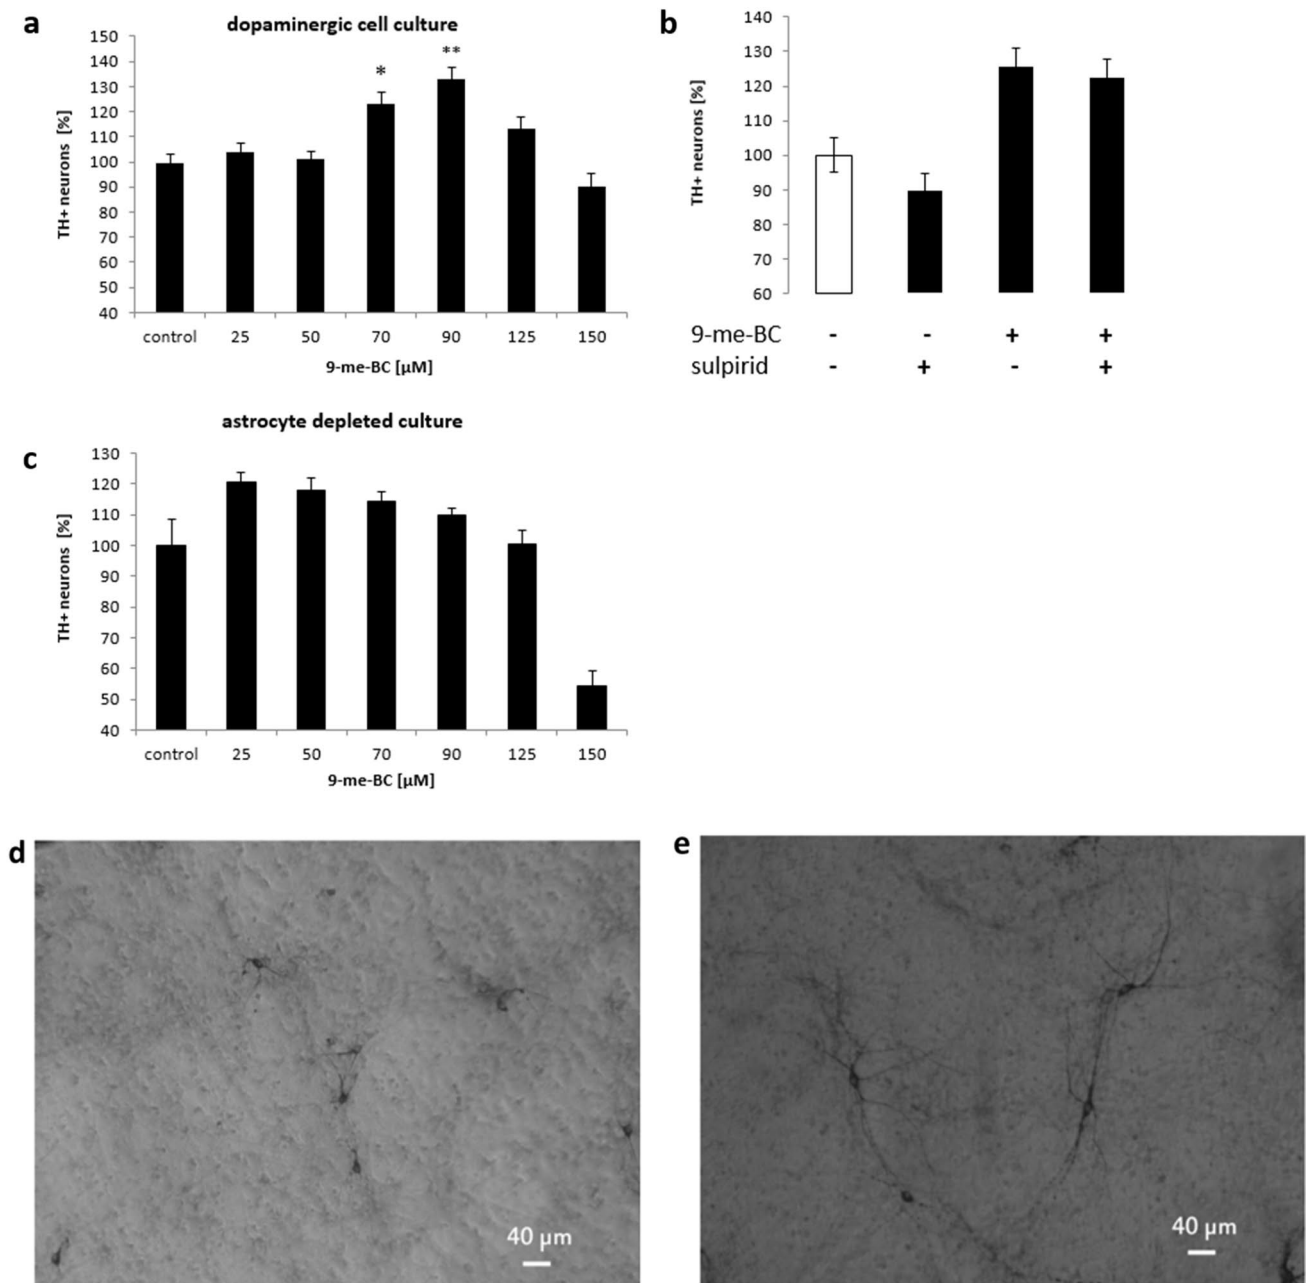 a
dopaminergic cell culture
150
140
130
120
110
100
90
80
70
60
50
40
TH+ neurons [%]
*
**
control 25 50 70 90 125 150
9-me-BC [µM]
b
140
130
120
110
100
90
80
70
60
TH+ neurons [%]
9-me-BC - - + +
sulpirid - + - +
astrocyte depleted culture
c
130
120
110
100
90
80
70
60
50
40
TH+ neurons [%]
control 25 50 70 90 125 150
9-me-BC [µM]
d
40 µm
e
40 µm